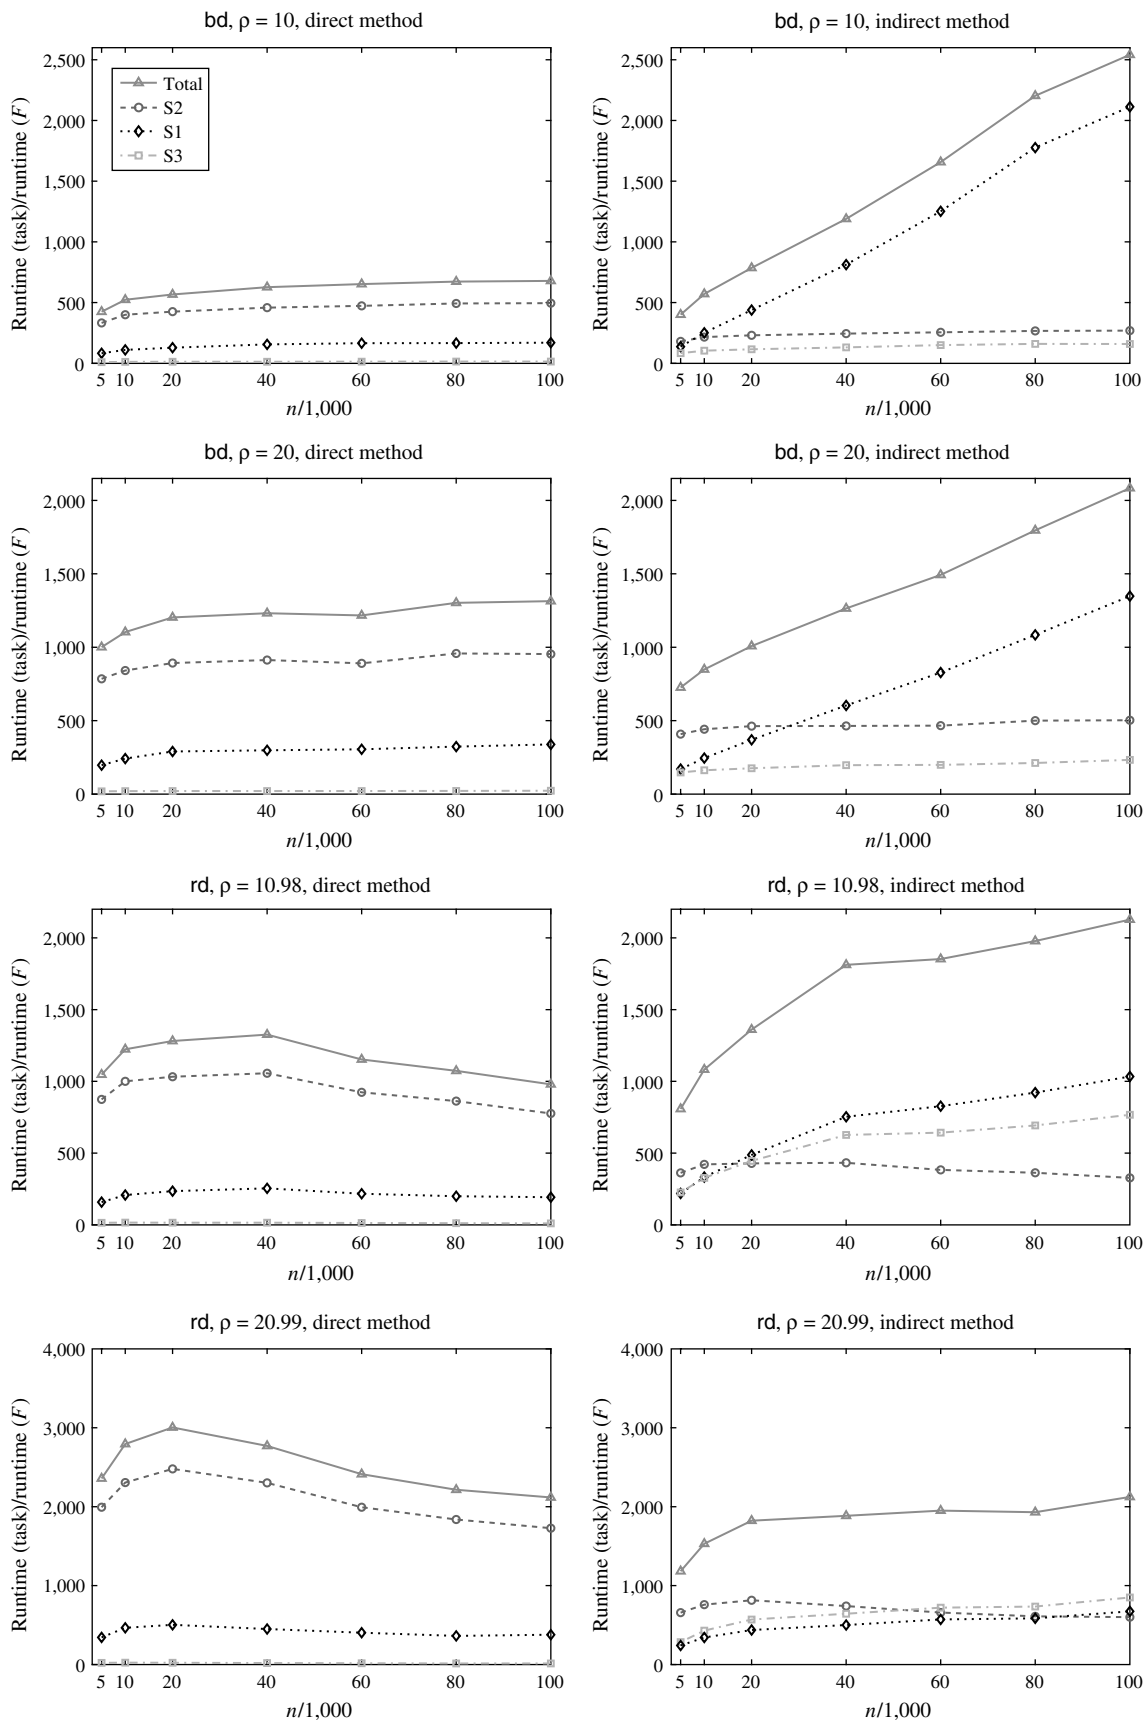 bd, ρ = 10, direct method
Runtime (task)/runtime (F)
2,500
2,000
1,500
1,000
500
0
Total
S2
S1
S3
5 10 20 40 60 80 100
n/1,000
bd, ρ = 10, indirect method
Runtime (task)/runtime (F)
2,500
2,000
1,500
1,000
500
0
5 10 20 40 60 80 100
n/1,000
bd, ρ = 20, direct method
Runtime (task)/runtime (F)
2,000
1,500
1,000
500
0
5 10 20 40 60 80 100
n/1,000
bd, ρ = 20, indirect method
Runtime (task)/runtime (F)
2,000
1,500
1,000
500
0
5 10 20 40 60 80 100
n/1,000
rd, ρ = 10.98, direct method
Runtime (task)/runtime (F)
2,000
1,500
1,000
500
0
5 10 20 40 60 80 100
n/1,000
rd, ρ = 10.98, indirect method
Runtime (task)/runtime (F)
2,000
1,500
1,000
500
0
5 10 20 40 60 80 100
n/1,000
rd, ρ = 20.99, direct method
Runtime (task)/runtime (F)
4,000
3,000
2,000
1,000
0
5 10 20 40 60 80 100
n/1,000
rd, ρ = 20.99, indirect method
Runtime (task)/runtime (F)
4,000
3,000
2,000
1,000
0
5 10 20 40 60 80 100
n/1,000